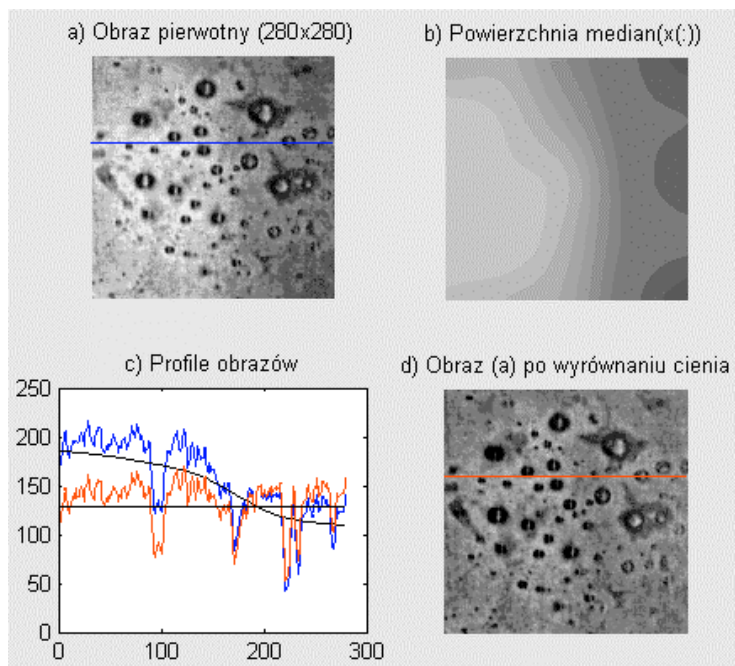 a) Obraz pierwotny (280x280)
b) Powierzchnia median(x(:))
c) Profile obrazów
250
200
150
100
50
0
0 100 200 300
d) Obraz (a) po wyrównaniu cienia